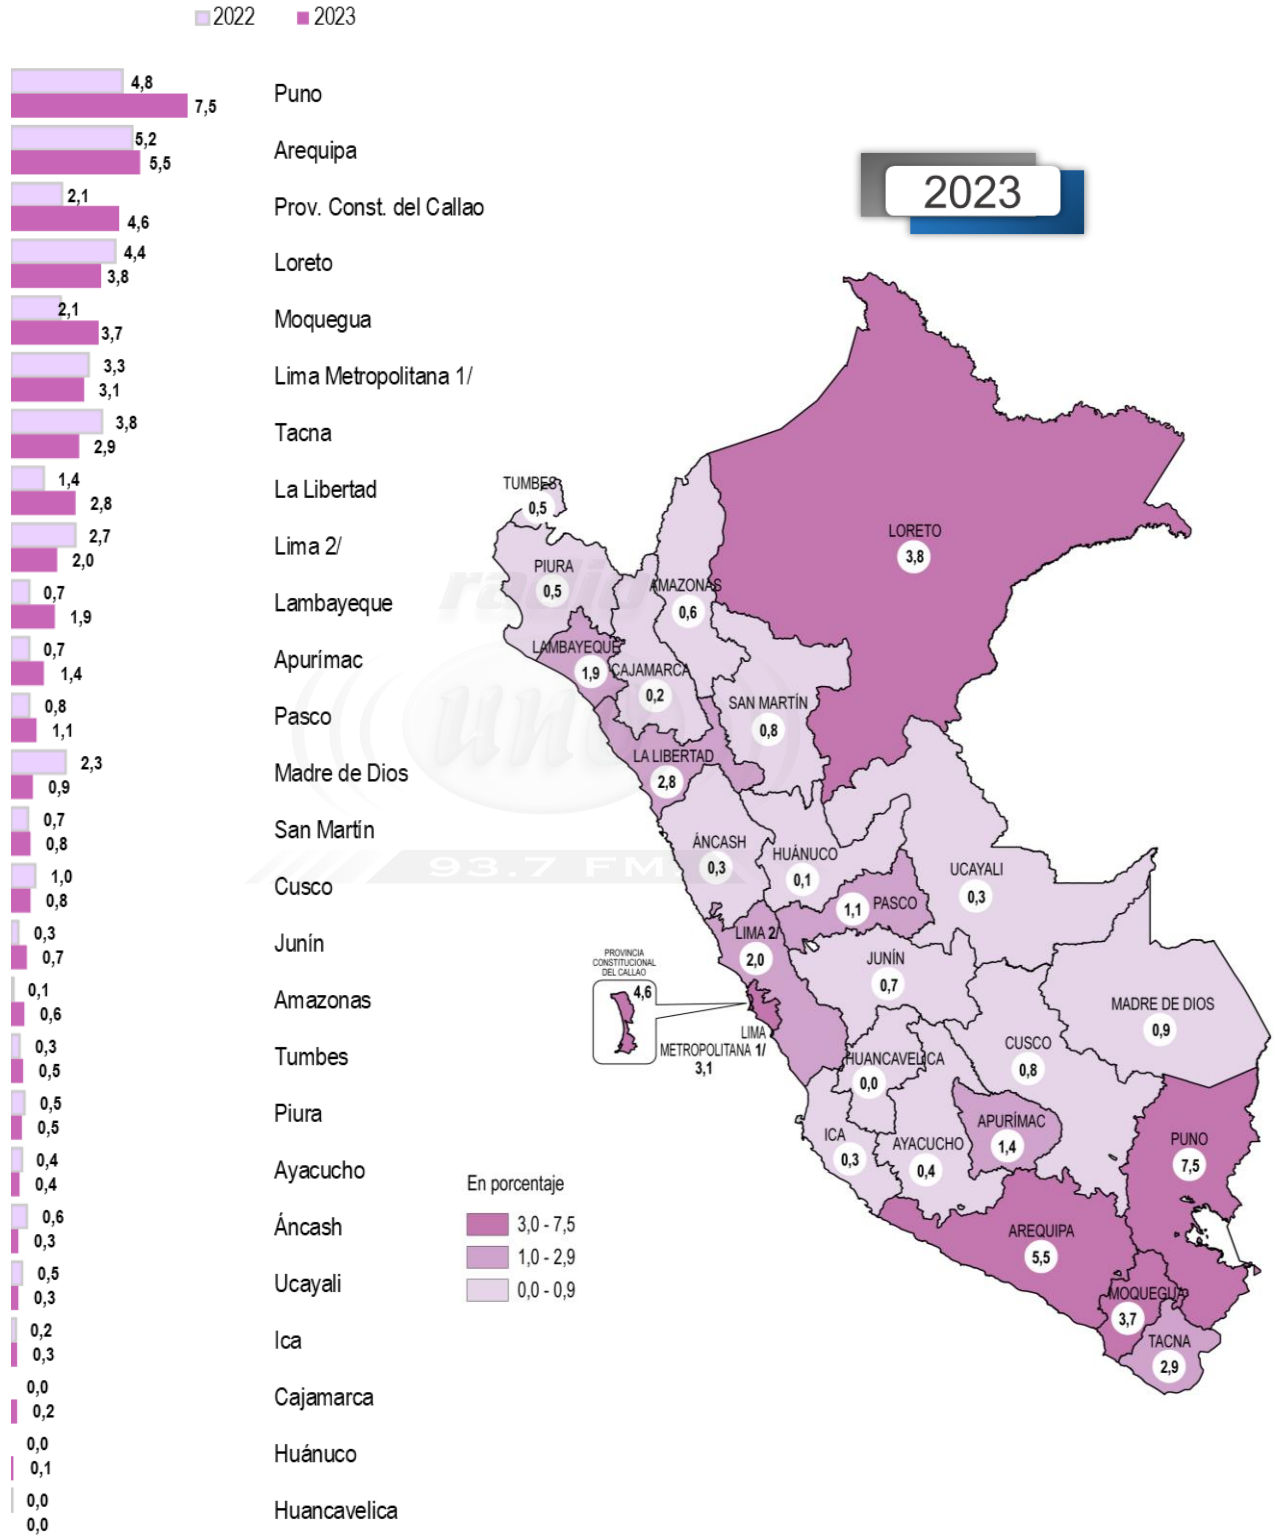 2022 2023
4,8
7,5
Puno
5,2
5,5
Arequipa
2,1
4,6
Prov. Const. del Callao
4,4
3,8
Loreto
2,1
3,7
Moquegua
3,3
3,1
Lima Metropolitana 1/
3,8
2,9
Tacna
1,4
2,8
La Libertad
2,7
2,0
Lima 2/
0,7
1,9
Lambayeque
0,7
1,4
Apurímac
0,8
1,1
Pasco
2,3
0,9
Madre de Dios
0,7
0,8
San Martín
1,0
0,8
Cusco
0,3
0,7
Junín
0,1
0,6
Amazonas
0,3
0,5
Tumbes
0,5
0,5
Piura
0,4
0,4
Ayacucho
0,6
0,3
Áncash
0,5
0,3
Ucayali
0,2
0,3
Ica
0,0
0,2
Cajamarca
0,0
0,1
Huánuco
0,0
0,0
Huancavelica
2023
TUMBES
0,5
LORETO
3,8
PIURA
0,5
AMAZONAS
0,6
LAMBAYEQUE
1,9
CAJAMARCA
0,2
SAN MARTÍN
0,8
LA LIBERTAD
2,8
ÁNCASH
0,3
HUÁNUCO
0,1
UCAYALI
0,3
1,1 PASCO
LIMA 2/
2,0
JUNÍN
0,7
PROVINCIA
CONSTITUCIONAL
DEL CALLAO
4,6
LIMA
METROPOLITANA 1/
3,1
MADRE DE DIOS
0,9
HUANCAVELICA
0,0
CUSCO
0,8
ICA
0,3
AYACUCHO
0,4
APURÍMAC
1,4
PUNO
7,5
AREQUIPA
5,5
MOQUEGUA
3,7
TACNA
2,9
En porcentaje
3,0 - 7,5
1,0 - 2,9
0,0 - 0,9
radio
uno
93.7 FM